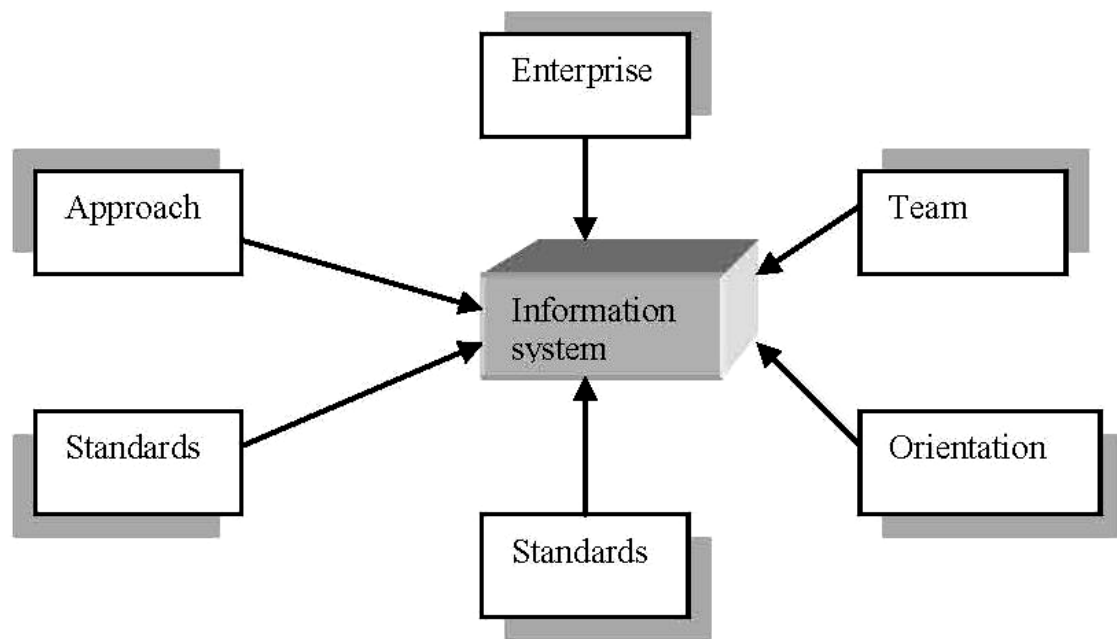 Enterprise
Approach
Team
Information
system
Standards
Orientation
Standards